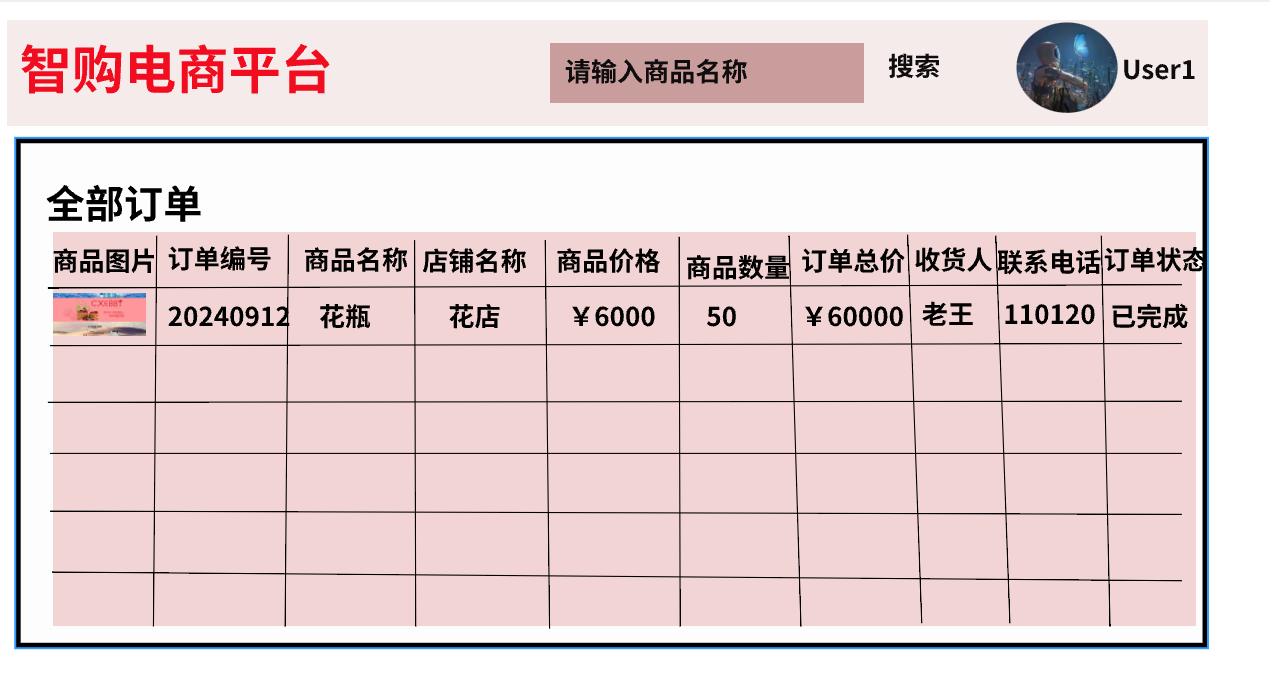 智购电商平台 请输入商品名称 搜索 User1
全部订单
商品图片 订单编号 商品名称 店铺名称 商品价格 商品数量 订单总价 收货人 联系电话 订单状态
20240912 花瓶 花店 ￥6000 50 ￥60000 老王 110120 已完成